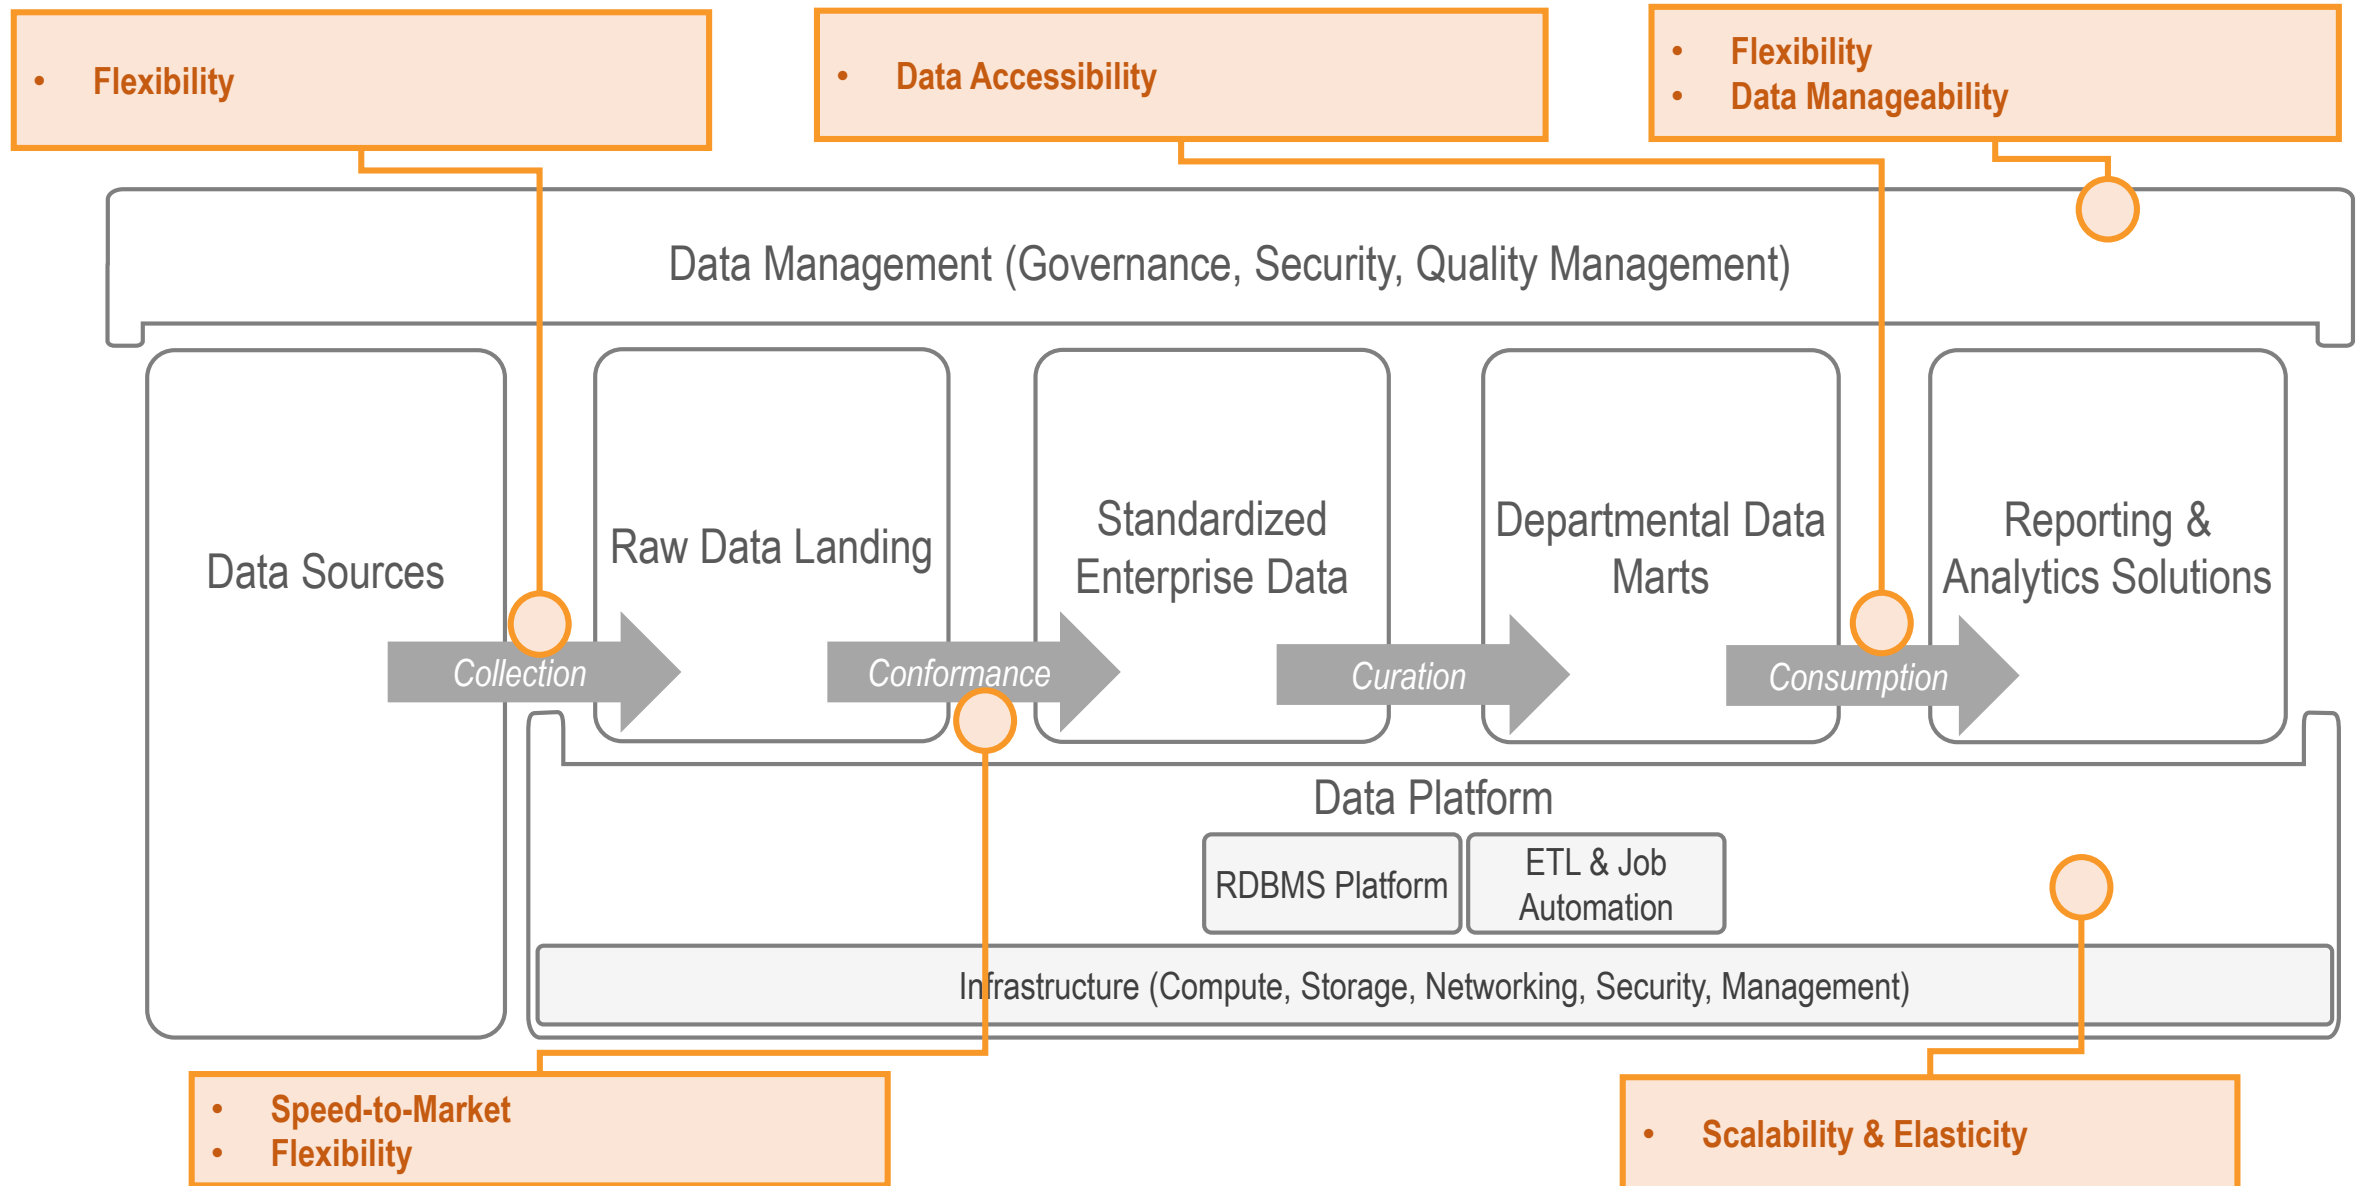 • Flexibility
• Data Accessibility
• Flexibility
• Data Manageability
Data Management (Governance, Security, Quality Management)
Data Sources
Raw Data Landing
Standardized
Enterprise Data
Departmental Data
Marts
Reporting &
Analytics Solutions
Collection
Conformance
Curation
Consumption
Data Platform
RDBMS Platform
ETL & Job
Automation
Infrastructure (Compute, Storage, Networking, Security, Management)
• Speed-to-Market
• Flexibility
• Scalability & Elasticity